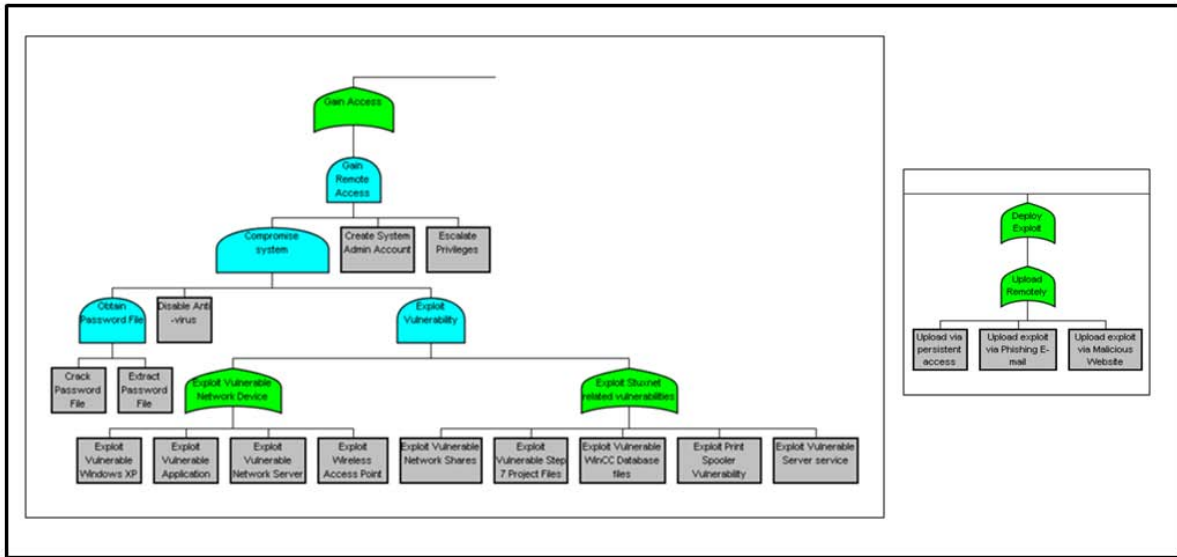 Gain Access
Gain
Remote
Access
Compromise
system
Create System
Admin Account
Escalate
Privileges
Obtain
Password File
Disable Anti
-virus
Exploit
Vulnerability
Crack
Password
File
Extract
Password
File
Exploit Vulnerable
Network Device
Exploit Stuxnet
related vulnerabilities
Exploit
Vulnerable
Windows XP
Exploit
Vulnerable
Application
Exploit
Vulnerable
Network Server
Exploit
Wireless
Access Point
Exploit Vulnerable
Network Shares
Exploit
Vulnerable Step
7 Project Files
Exploit Vulnerable
WinCC Database
files
Exploit Print
Spooler
Vulnerability
Exploit Vulnerable
Server service
Deploy
Exploit
Upload
Remotely
Upload via
persistent
access
Upload exploit
via Phishing E-
mail
Upload exploit
via Malicious
Website